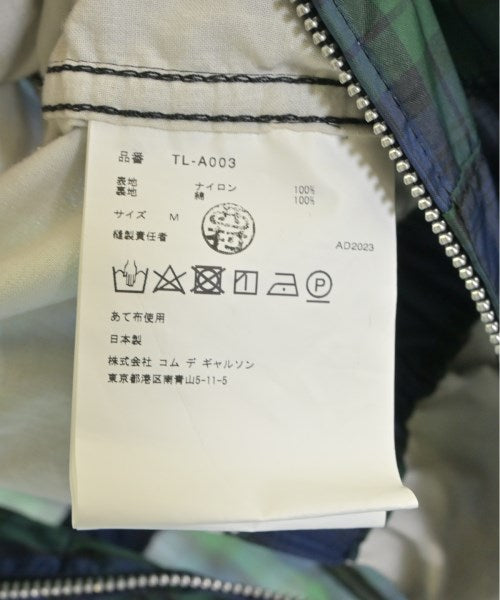 品番 TL-A003
表地 ナイロン 100%
裏地 綿 100%
サイズ M
縫製責任者
AD2023
あて布使用
日本製
株式会社 コム デ ギャルソン
東京都港区南青山5-11-5